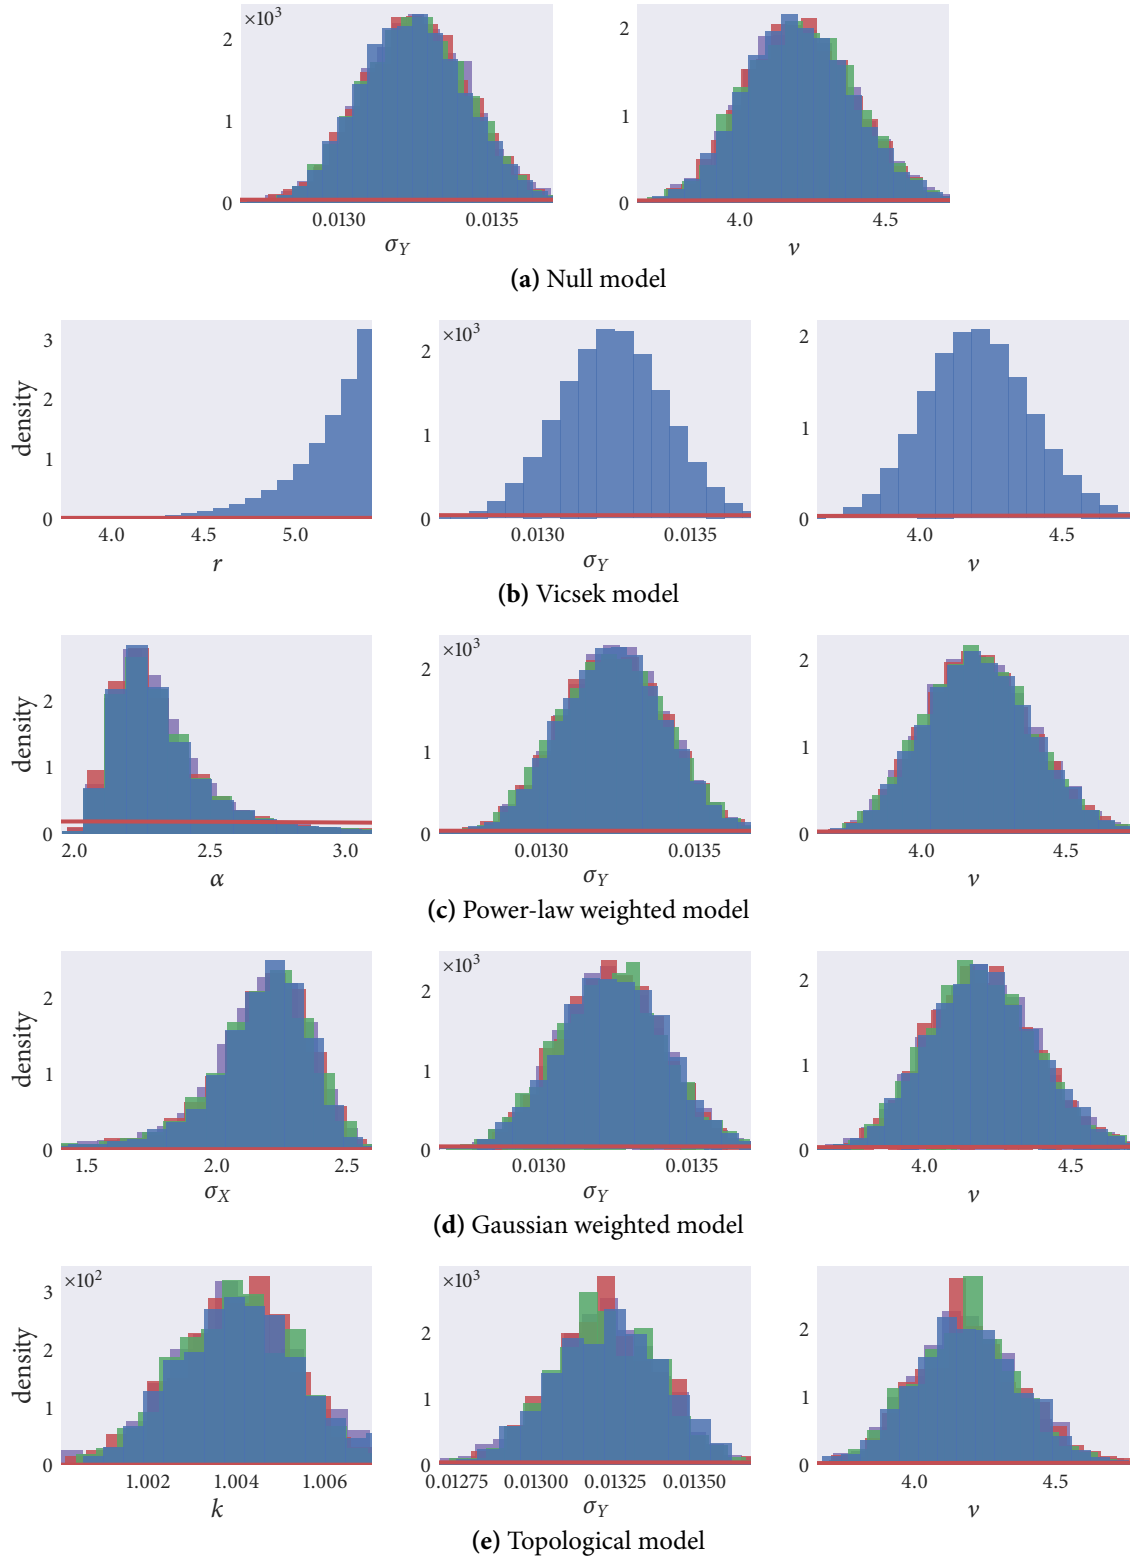 ×10³
2
1
0
0.0130 0.0135
σ_Y
2
1
0
4.0 4.5
ν
(a) Null model
density
3
2
1
0
4.0 4.5 5.0
r
×10³
2
1
0
0.0130 0.0135
σ_Y
2
1
0
4.0 4.5
ν
(b) Vicsek model
density
2
1
0
2.0 2.5 3.0
α
×10³
2
1
0
0.0130 0.0135
σ_Y
2
1
0
4.0 4.5
ν
(c) Power-law weighted model
density
2
1
0
1.5 2.0 2.5
σ_X
×10³
2
1
0
0.0130 0.0135
σ_Y
2
1
0
4.0 4.5
ν
(d) Gaussian weighted model
density
×10²
3
2
1
0
1.002 1.004 1.006
k
×10³
2
1
0
0.01275 0.01300 0.01325 0.01350
σ_Y
2
1
0
4.0 4.5
ν
(e) Topological model